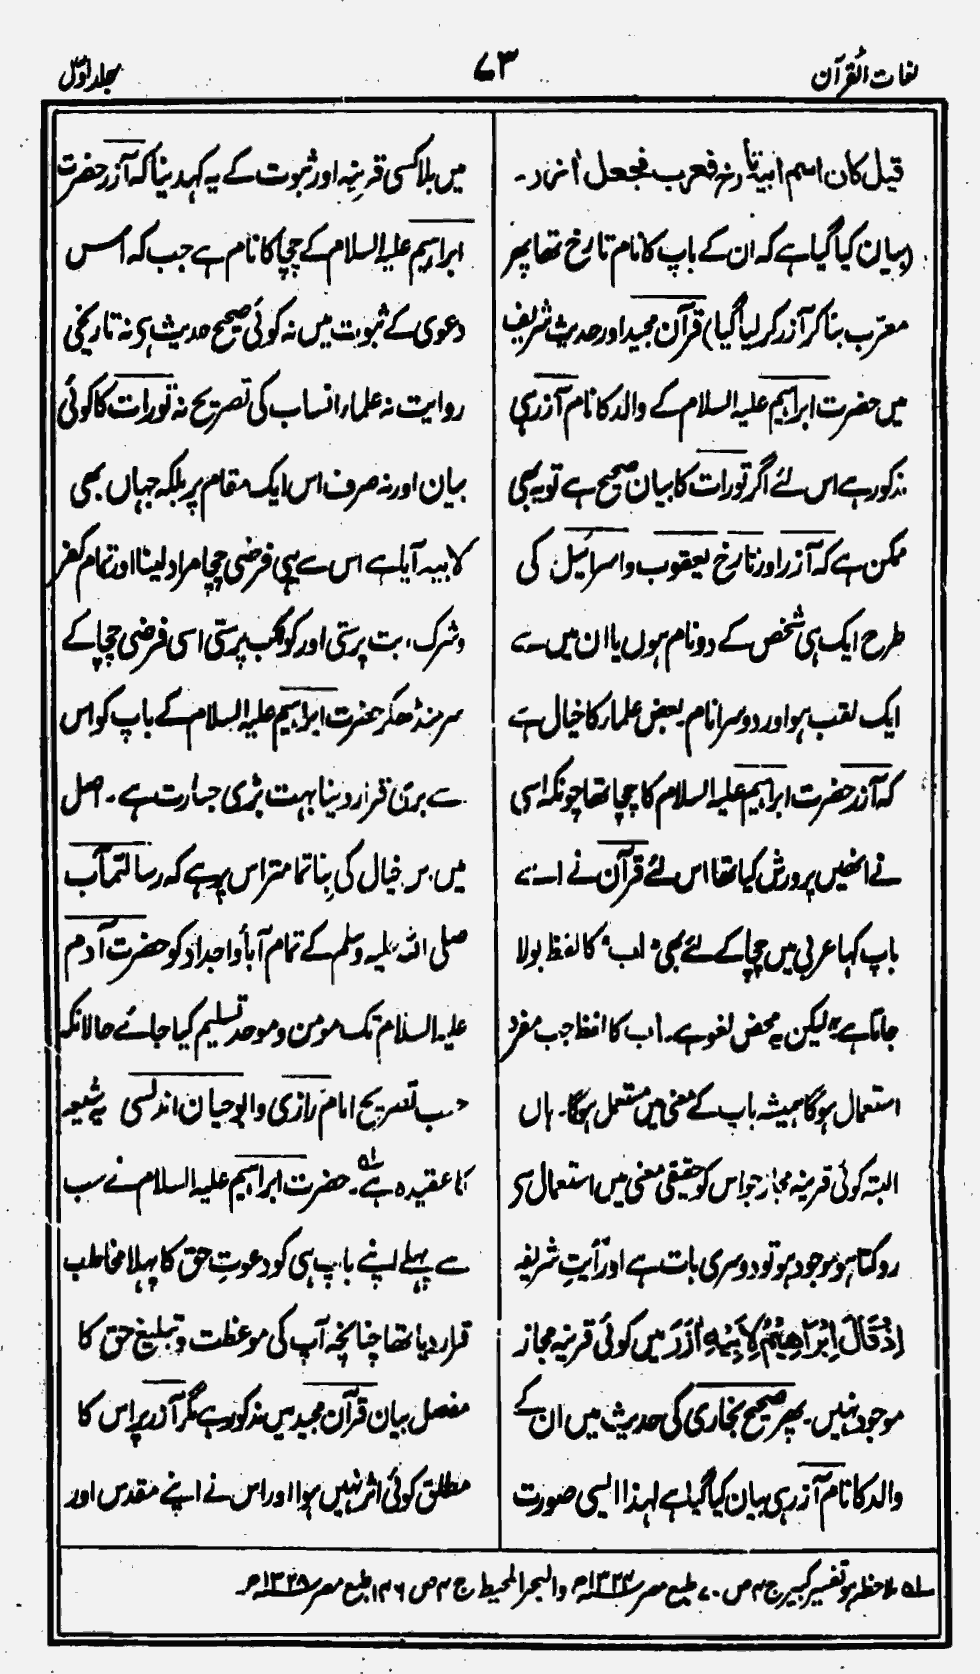 لغات القرآن
۷۳
جلد اوّل
قیل کان اسم ابیہ تارخ فعرب فجعل اٰزر۔
(بیان کیا گیا ہے کہ ان کے باپ کا نام تارخ تھا پھر
معرّب بنا کر آزر کر لیا گیا) قرآن مجید اور حدیث شریف
میں حضرت ابراہیم علیہ السلام کے والد کا نام آزر ہی
مذکور ہے اس لئے اگر تورات کا بیان صحیح ہے تو یہ بھی
ممکن ہے کہ آزر اور تارخ یعقوب و اسرائیل کی
طرح ایک ہی شخص کے دو نام ہوں یا ان میں سے
ایک لقب ہو اور دوسرا نام بعض علمار کا خیال ہے
کہ آزر حضرت ابراہیم علیہ السلام کا چچا تھا چونکہ اسی
نے انھیں پرورش کیا تھا اس لئے قرآن نے اسے
باپ کہا عربی میں چچا کے لئے بھی "اب" کا لفظ بولا
جاتا ہے" لیکن یہ محض لغو ہے۔ اب کا لفظ جب مفرد
استعمال ہوگا ہمیشہ باپ کے معنی میں مستعمل ہوگا۔ ہاں
البتہ کوئی قرینہ مجاز جو اس کو حقیقی معنی میں استعمال سے
روکتا ہو موجود ہو تو دوسری بات ہے اور آیتِ شریفہ
اِذْ قَالَ اِبْرَاهِيْمُ لِاَبِيْهِ اٰزَرَ میں کوئی قرینہ مجاز
موجود نہیں۔ پھر صحیح بخاری کی حدیث میں ان کے
والد کا نام آزر ہی بیان کیا گیا ہے لہذا ایسی صورت
میں بلا کسی قرینہ اور ثبوت کے یہ کہدینا کہ آزر حضرت
ابراہیم علیہ السلام کے چچا کا نام ہے جب کہ اس
دعوی کے ثبوت میں نہ کوئی صحیح حدیث ہی نہ تاریخی
روایت نہ علماء انساب کی تصریح نہ تورات کا کوئی
بیان اور نہ صرف اس ایک مقام پر بلکہ جہاں بھی
لابیہ آیا ہے اس سے یہی فرضی چچا مراد لینا اور تمام کفر
و شرک، بت پرستی اور کوکب پرستی اسی فرضی چچا کے
سر منڈھکر حضرت ابراہیم علیہ السلام کے باپ کو اس
سے بری قرار دینا بہت بڑی جسارت ہے۔ اصل
میں اس خیال کی بِنا تمامتر اس پر ہے کہ رسالتمآب
صلی اللہ علیہ وسلم کے تمام آبأ و اجداد کو حضرت آدم
علیہ السلام تک مومن و موحد تسلیم کیا جائے حالانکہ
حسب تصریح امام رازی و ابو حیان اندلسی یہ شیعہ
کا عقیدہ ہے۔ ؎۱ حضرت ابراہیم علیہ السلام نے سب
سے پہلے اپنے باپ ہی کو دعوتِ حق کا پہلا مخاطب
قرار دیا تھا چنانچہ آپ کی موعظت و تبلیغ حق کا
مفصل بیان قرآن مجید میں مذکور ہے مگر آزر پر اس کا
مطلق کوئی اثر نہیں ہوا اور اس نے اپنے مقدس اور
؎۱ ملاحظہ ہو تفسیر کبیر ج ۴ ص ۷۰ طبع مصر ۱۳۲۴ھ والبحر المحیط ج ۴ ص ۱۴۶ طبع مصر ۱۳۲۸ھ۔